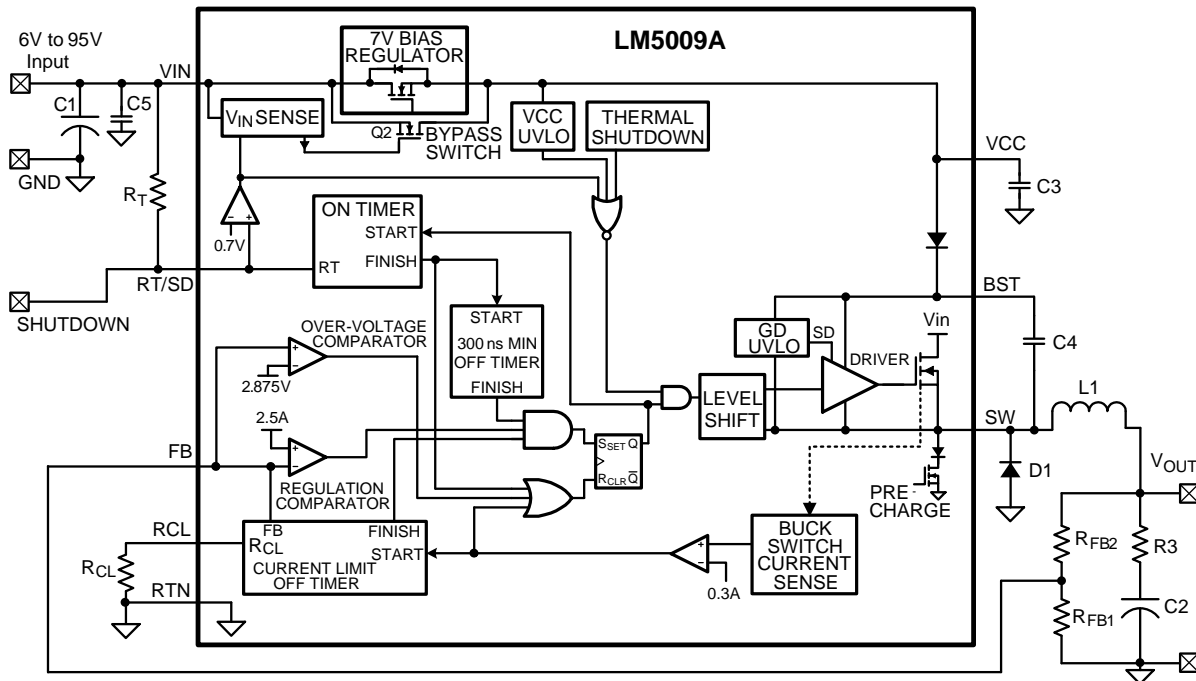 LM5009A
6V to 95V
Input
VIN
C1
C5
GND
RT
7V BIAS
REGULATOR
VIN SENSE
Q2
BYPASS
SWITCH
VCC
UVLO
THERMAL
SHUTDOWN
VCC
C3
0.7V
ON TIMER
START
RT
FINISH
RT/SD
SHUTDOWN
START
300 ns MIN
OFF TIMER
FINISH
OVER-VOLTAGE
COMPARATOR
2.875V
2.5A
FB
REGULATION
COMPARATOR
SSET Q
RCLR Q̅
LEVEL
SHIFT
GD
UVLO
SD
DRIVER
Vin
BST
C4
L1
SW
D1
VOUT
PRE -
CHARGE
RCL
RCL
RTN
FB
FINISH
RCL
START
CURRENT LIMIT
OFF TIMER
0.3A
BUCK
SWITCH
CURRENT
SENSE
RFB2
R3
RFB1
C2